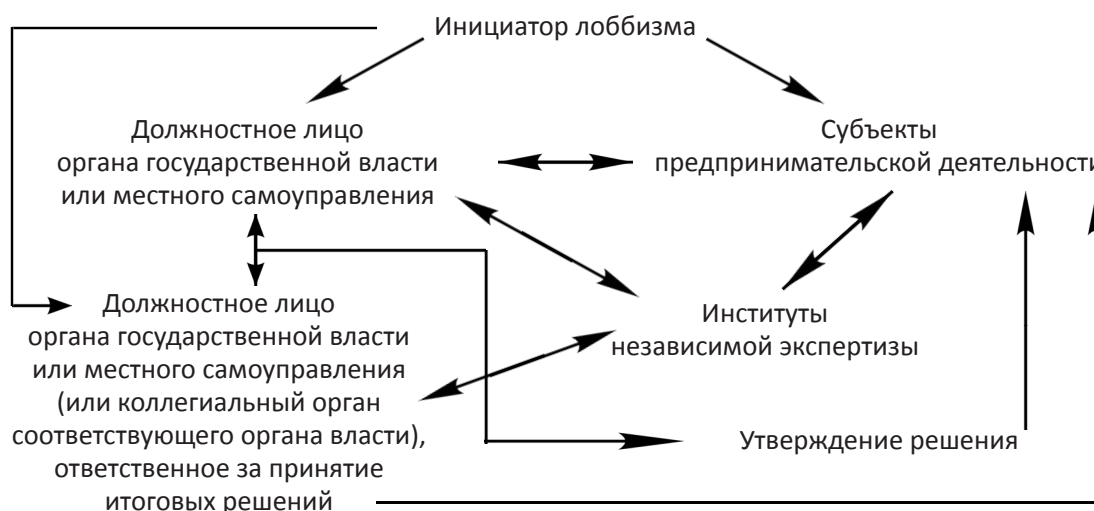 Инициатор лоббизма
Должностное лицо
органа государственной власти
или местного самоуправления
Субъекты
предпринимательской деятельности
Должностное лицо
органа государственной власти
или местного самоуправления
(или коллегиальный орган
соответствующего органа власти),
ответственное за принятие
итоговых решений
Институты
независимой экспертизы
Утверждение решения